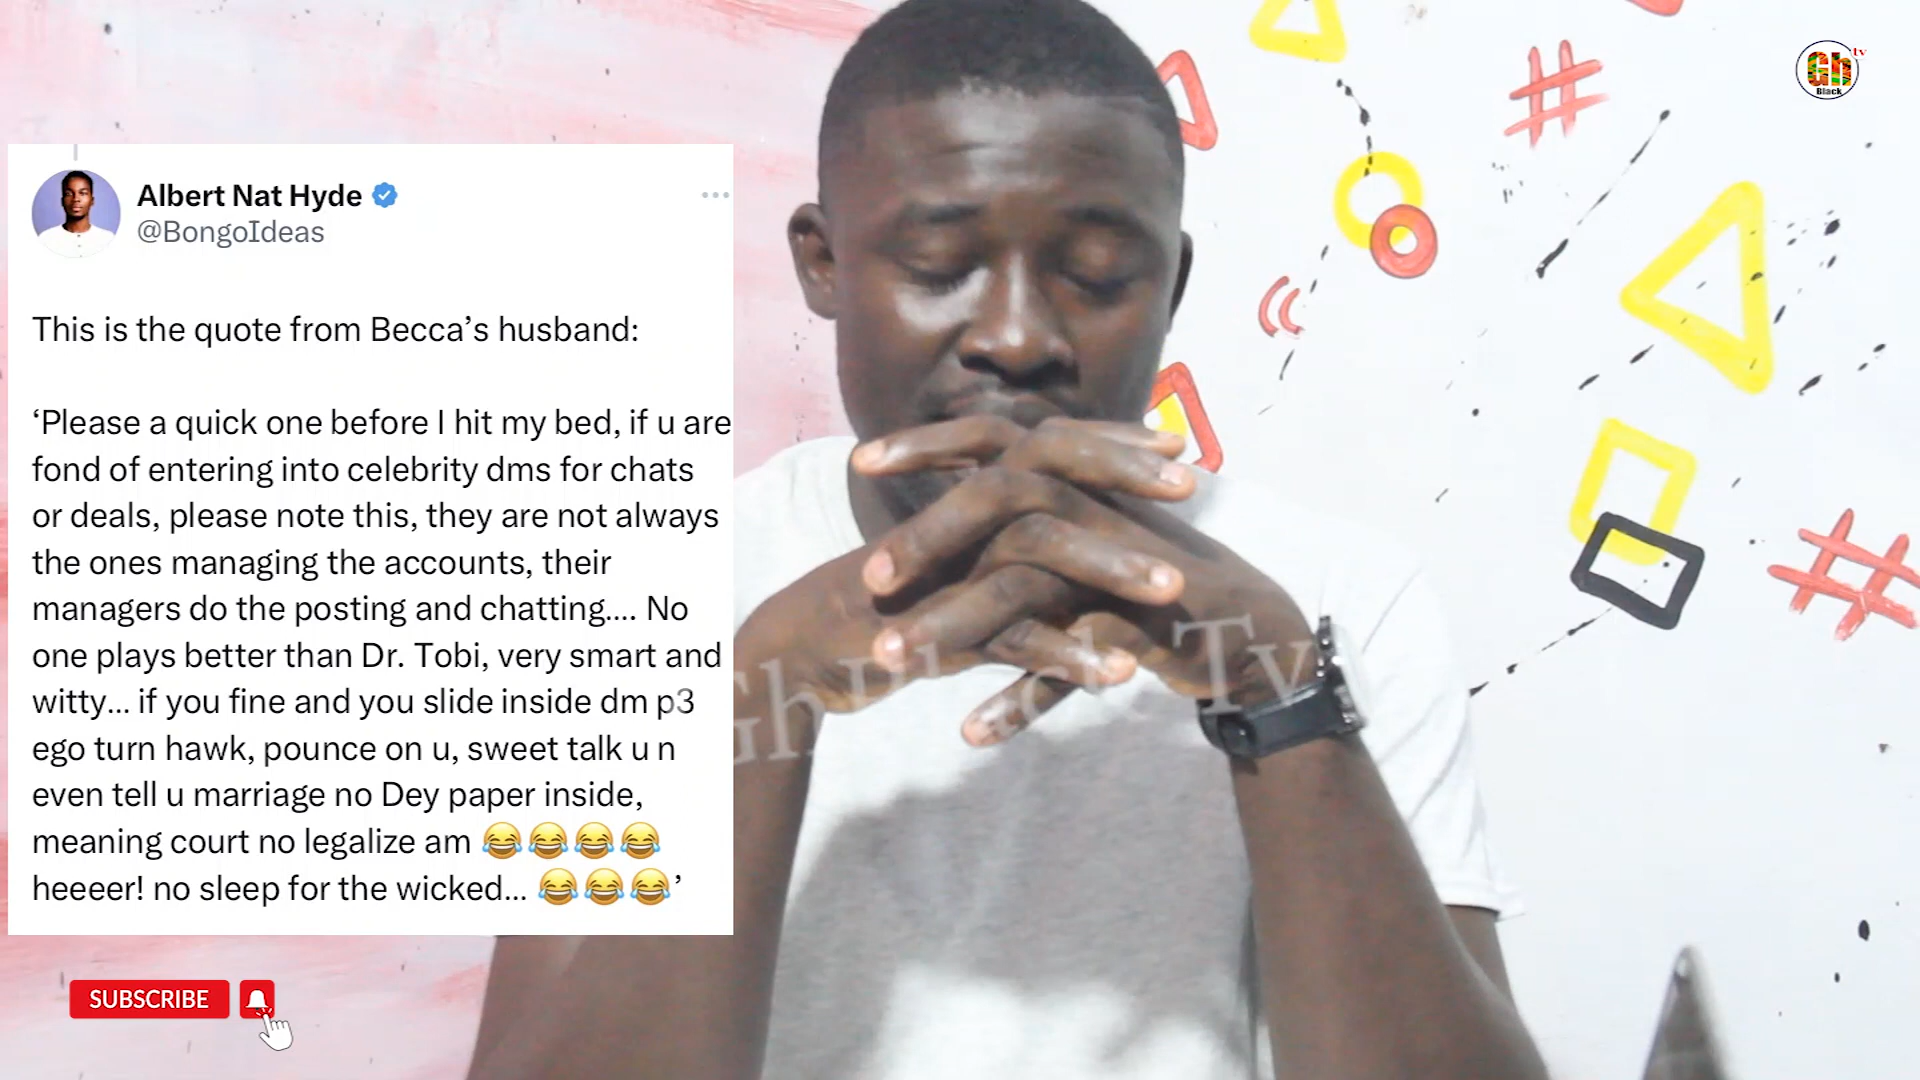 Gh tv
Black
Albert Nat Hyde
@BongoIdeas
This is the quote from Becca’s husband:
‘Please a quick one before I hit my bed, if u are
fond of entering into celebrity dms for chats
or deals, please note this, they are not always
the ones managing the accounts, their
managers do the posting and chatting.... No
one plays better than Dr. Tobi, very smart and
witty... if you fine and you slide inside dm p3
ego turn hawk, pounce on u, sweet talk u n
even tell u marriage no Dey paper inside,
meaning court no legalize am 😂😂😂😂
heeeer! no sleep for the wicked... 😂😂😂’
GhBlack Tv
SUBSCRIBE